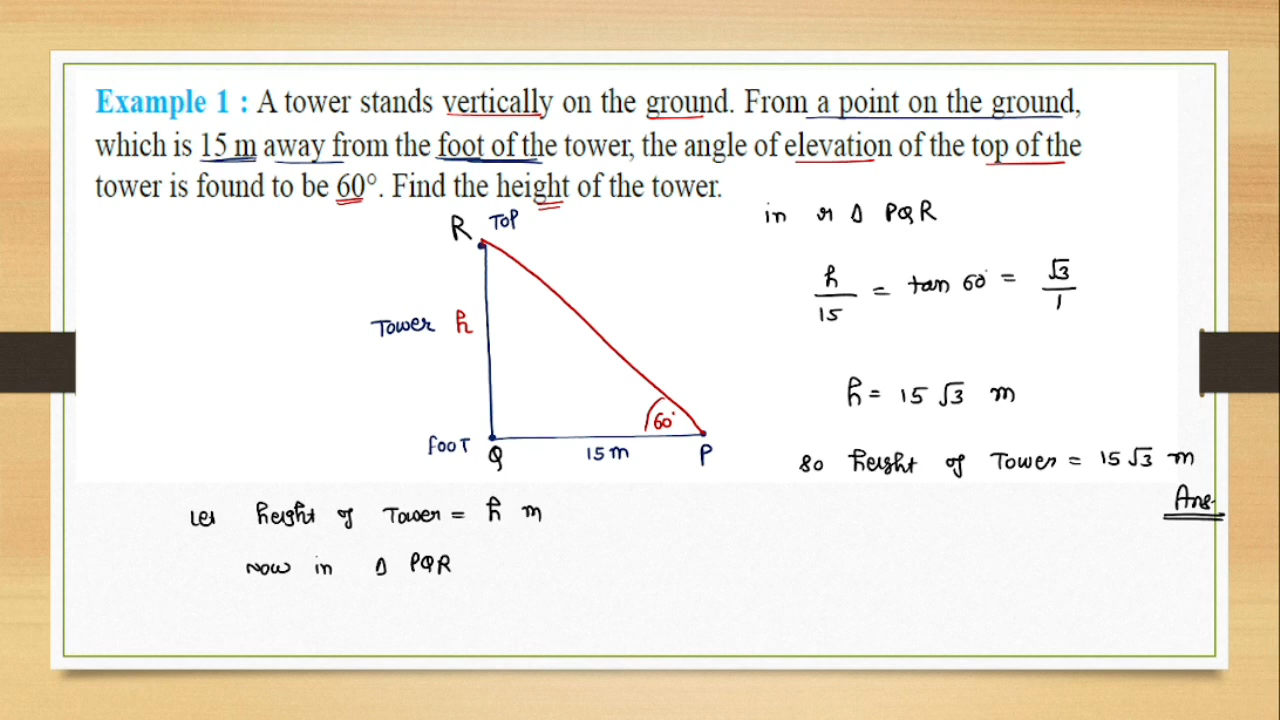 Example 1 : A tower stands vertically on the ground. From a point on the ground,
which is 15 m away from the foot of the tower, the angle of elevation of the top of the
tower is found to be 60°. Find the height of the tower.
R TOP
Tower h
60°
FOOT Q 15 m P
Let height of Tower = h m
Now in Δ PQR
in rt Δ PQR
h/15 = tan 60° = √3/1
h = 15 √3 m
So height of Tower = 15 √3 m
Ans.